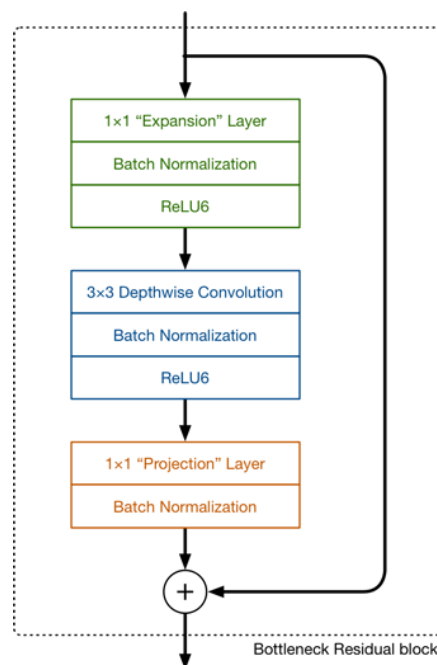 1×1 “Expansion” Layer
Batch Normalization
ReLU6
3×3 Depthwise Convolution
Batch Normalization
ReLU6
1×1 “Projection” Layer
Batch Normalization
+
Bottleneck Residual block